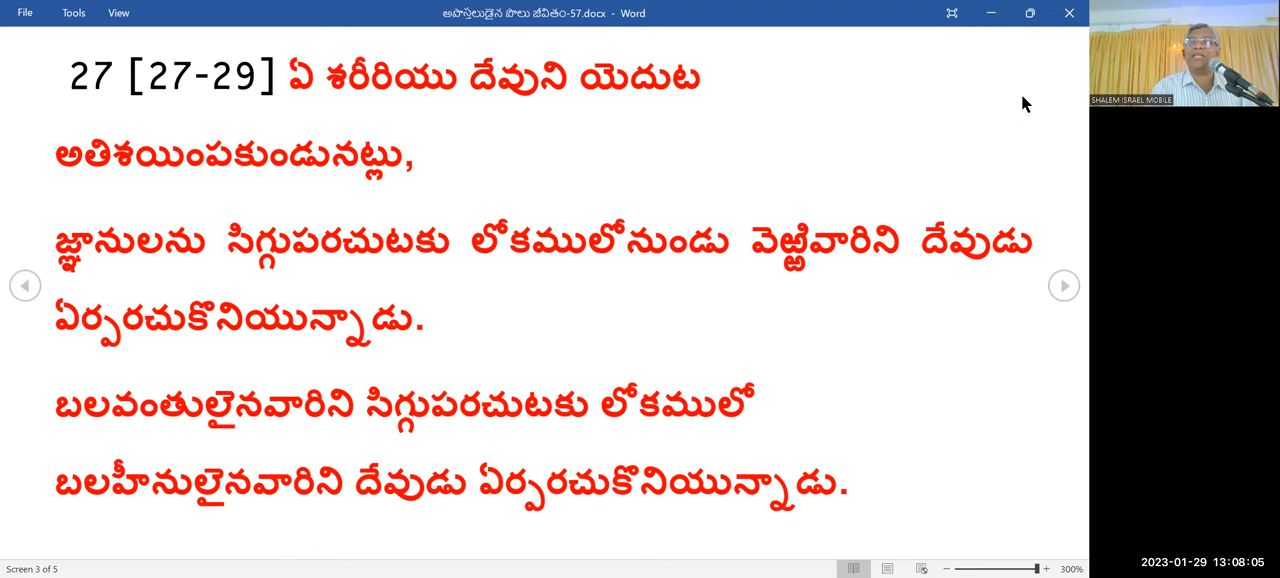 File Tools View అపొస్తలుడైన పౌలు జీవితం-57.docx - Word
27 [27-29] ఏ శరీరియు దేవుని యెదుట
అతిశయింపకుండునట్లు,
జ్ఞానులను సిగ్గుపరచుటకు లోకములోనుండు వెఱ్ఱివారిని దేవుడు
ఏర్పరచుకొనియున్నాడు.
బలవంతులైనవారిని సిగ్గుపరచుటకు లోకములో
బలహీనులైనవారిని దేవుడు ఏర్పరచుకొనియున్నాడు.
SHALEM ISRAEL MOBILE
2023-01-29 13:08:05
Screen 3 of 5 300%